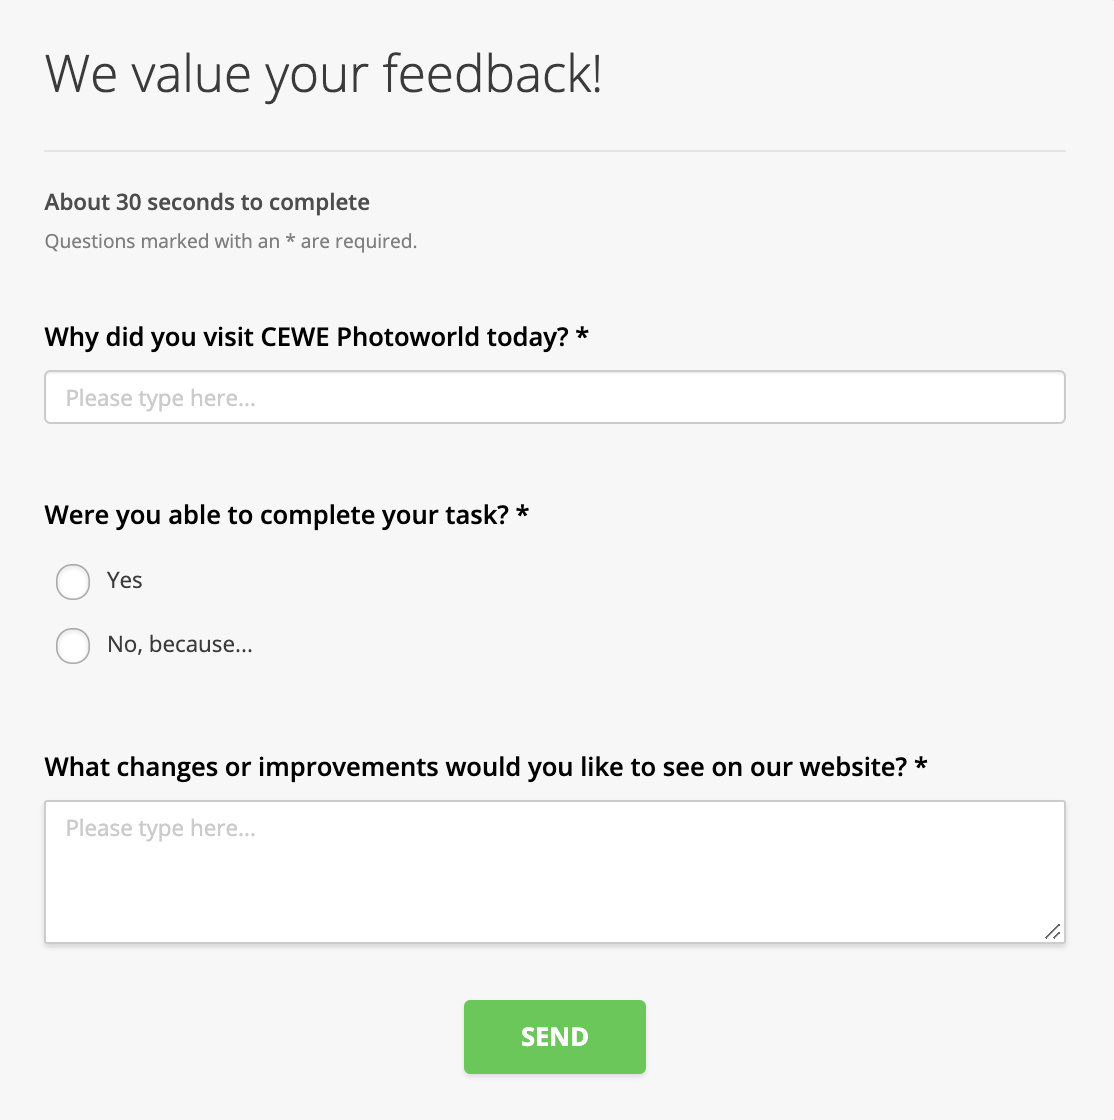 We value your feedback!
About 30 seconds to complete
Questions marked with an * are required.
Why did you visit CEWE Photoworld today? *
Please type here...
Were you able to complete your task? *
Yes
No, because...
What changes or improvements would you like to see on our website? *
Please type here...
SEND